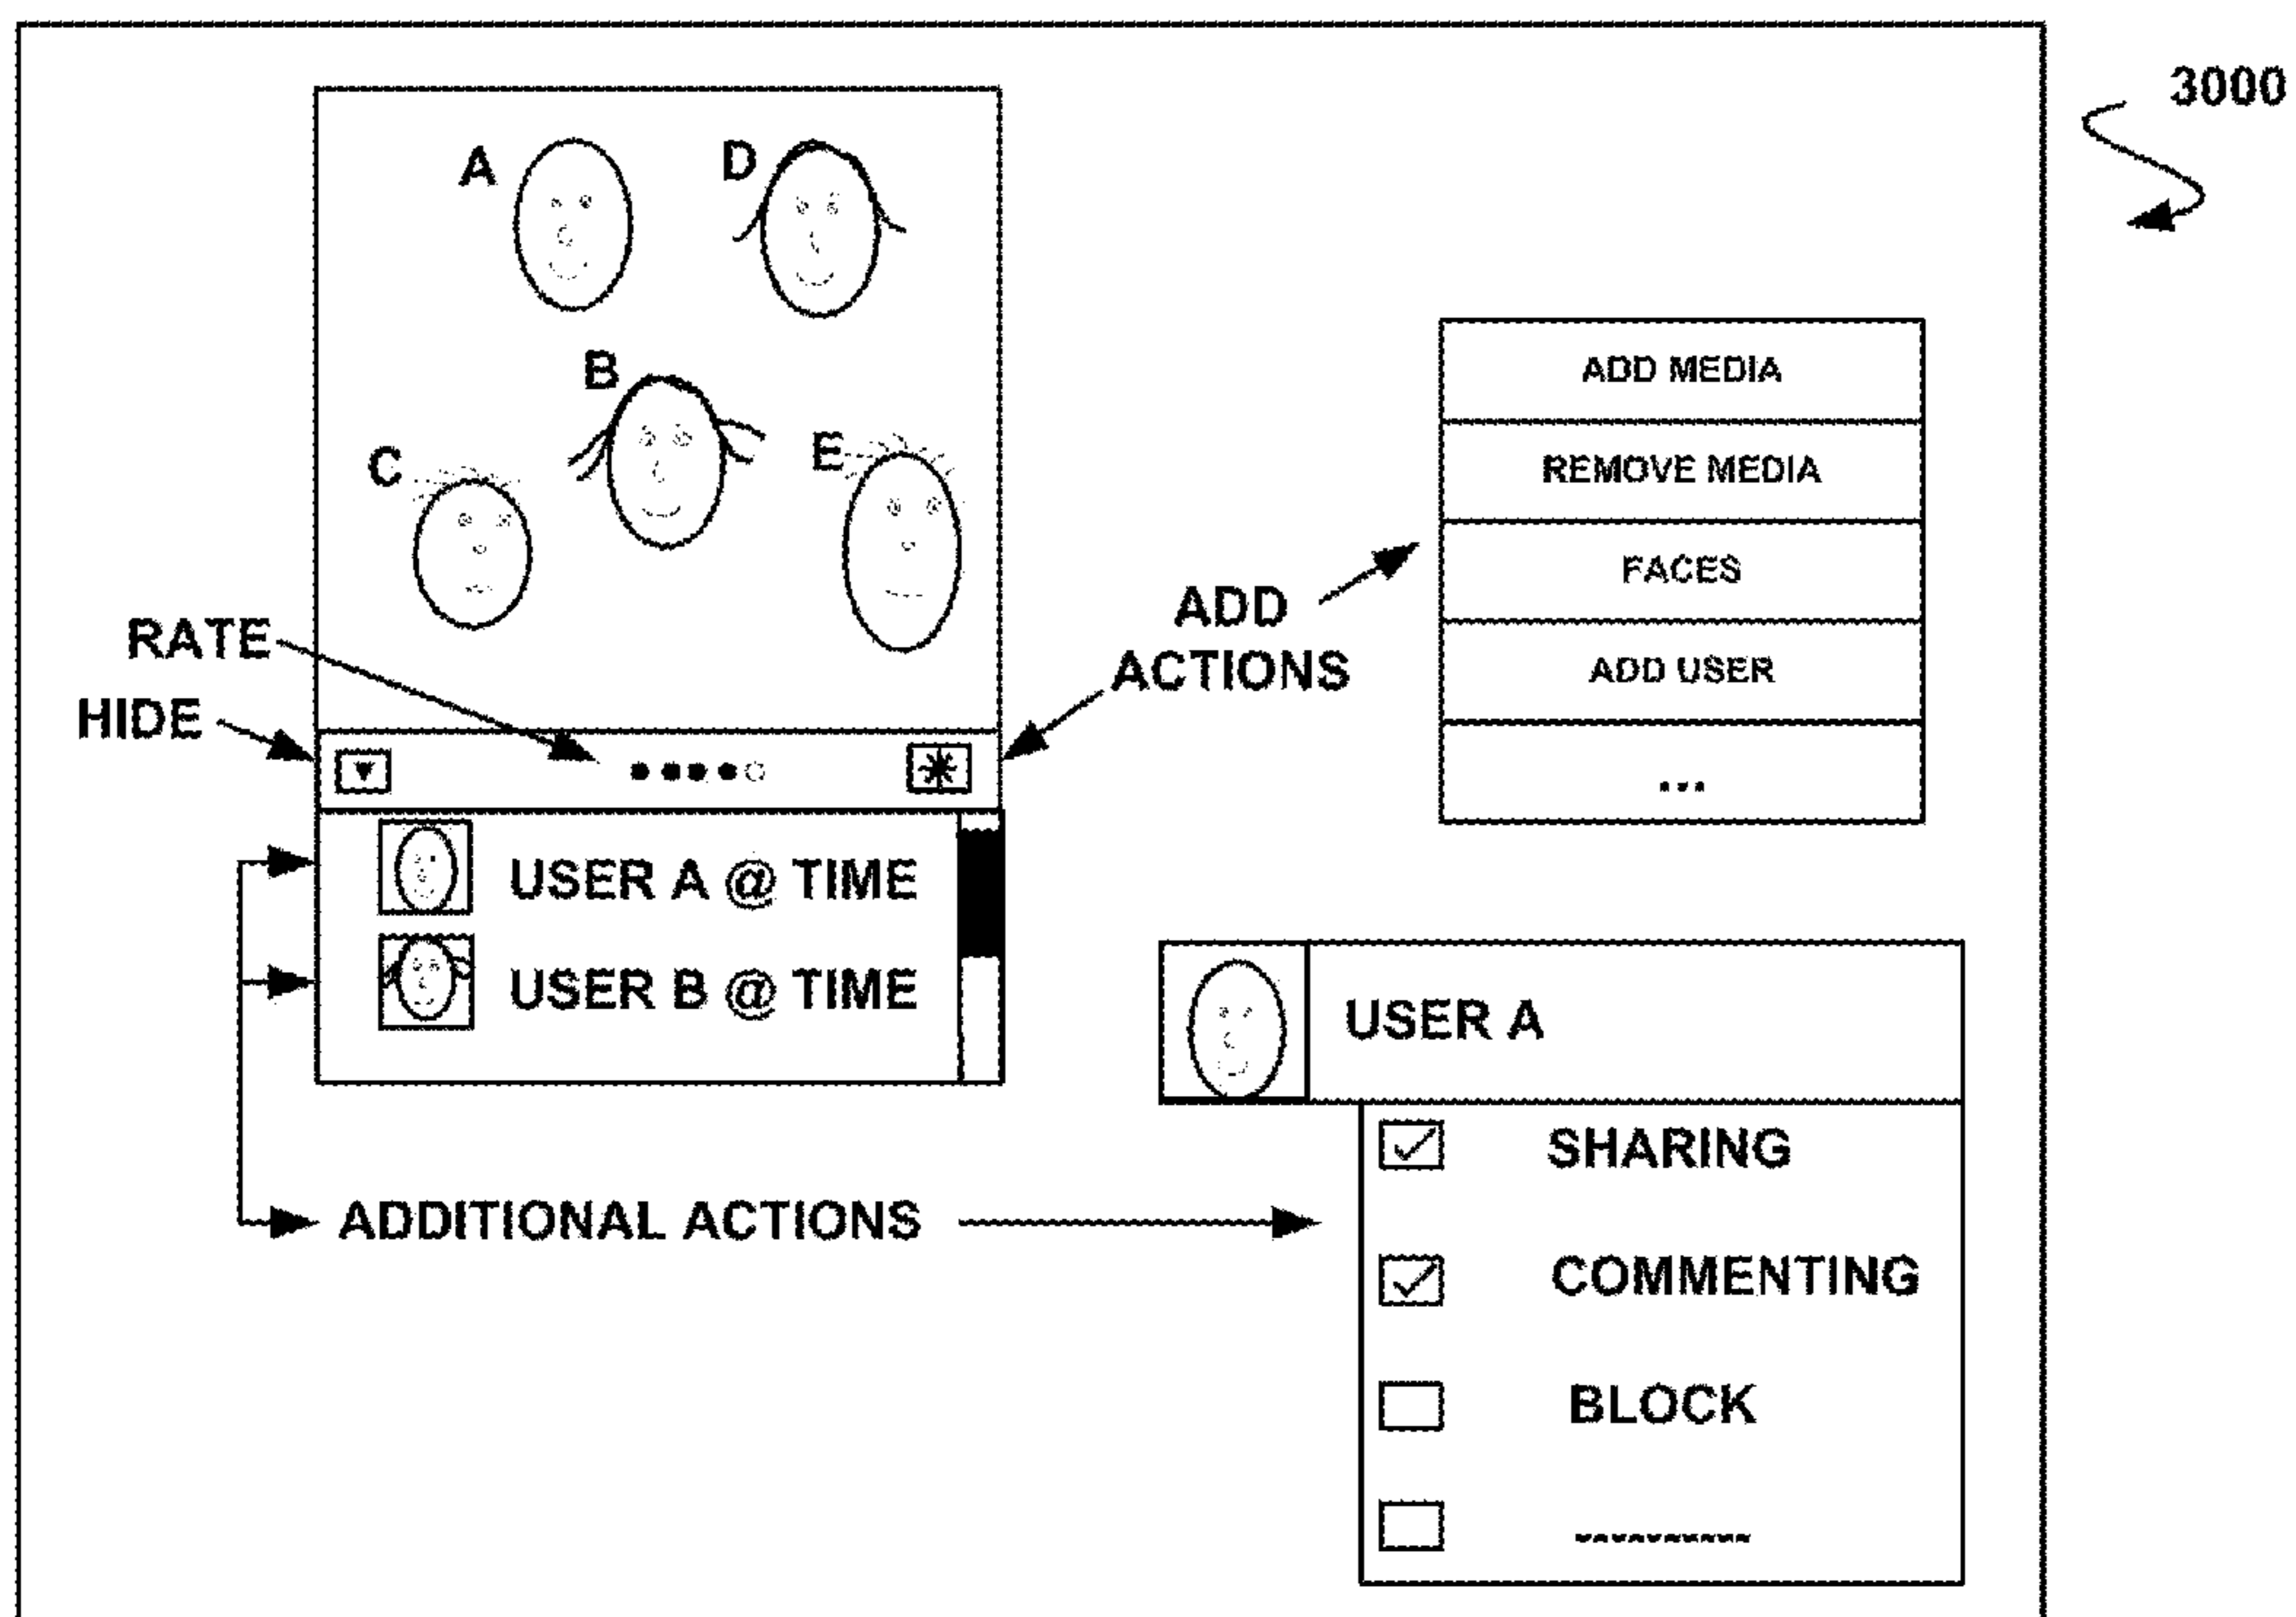 3000
A
D
B
C
E
RATE
HIDE
ADD
ACTIONS
ADD MEDIA
REMOVE MEDIA
FACES
ADD USER
...
USER A @ TIME
USER B @ TIME
ADDITIONAL ACTIONS
USER A
SHARING
COMMENTING
BLOCK
----------